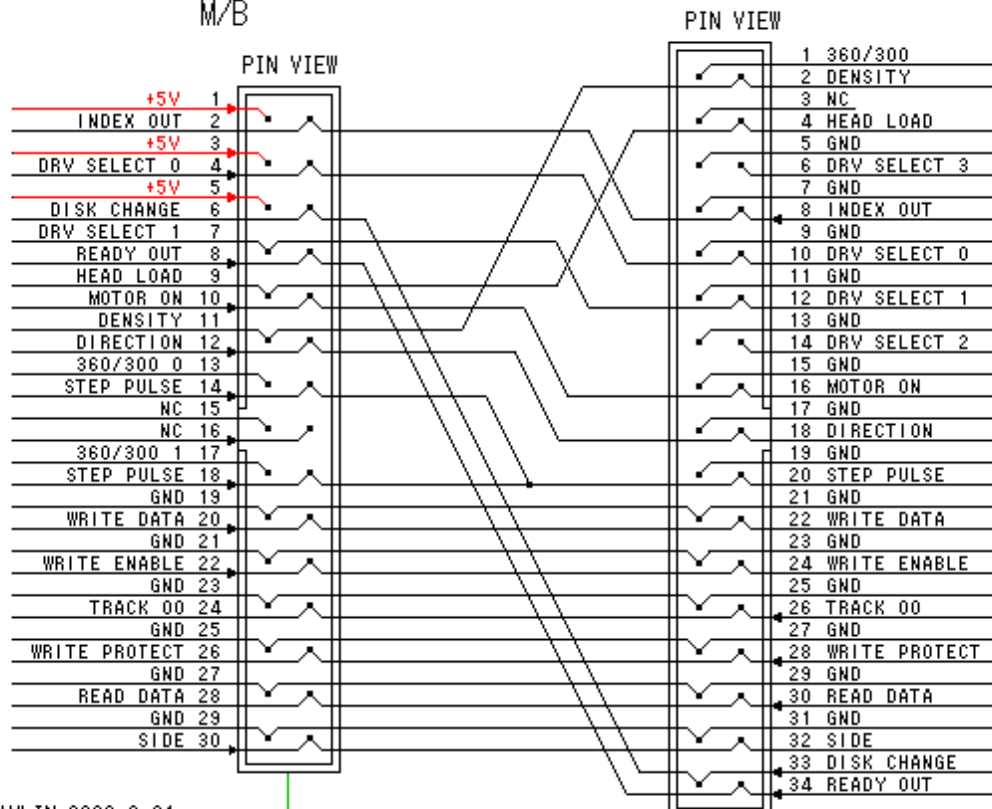 M/B
PIN VIEW
+5V 1
INDEX OUT 2
+5V 3
DRV SELECT 0 4
+5V 5
DISK CHANGE 6
DRV SELECT 1 7
READY OUT 8
HEAD LOAD 9
MOTOR ON 10
DENSITY 11
DIRECTION 12
360/300 0 13
STEP PULSE 14
NC 15
NC 16
360/300 1 17
STEP PULSE 18
GND 19
WRITE DATA 20
GND 21
WRITE ENABLE 22
GND 23
TRACK 00 24
GND 25
WRITE PROTECT 26
GND 27
READ DATA 28
GND 29
SIDE 30
PIN VIEW
1 360/300
2 DENSITY
3 NC
4 HEAD LOAD
5 GND
6 DRV SELECT 3
7 GND
8 INDEX OUT
9 GND
10 DRV SELECT 0
11 GND
12 DRV SELECT 1
13 GND
14 DRV SELECT 2
15 GND
16 MOTOR ON
17 GND
18 DIRECTION
19 GND
20 STEP PULSE
21 GND
22 WRITE DATA
23 GND
24 WRITE ENABLE
25 GND
26 TRACK 00
27 GND
28 WRITE PROTECT
29 GND
30 READ DATA
31 GND
32 SIDE
33 DISK CHANGE
34 READY OUT